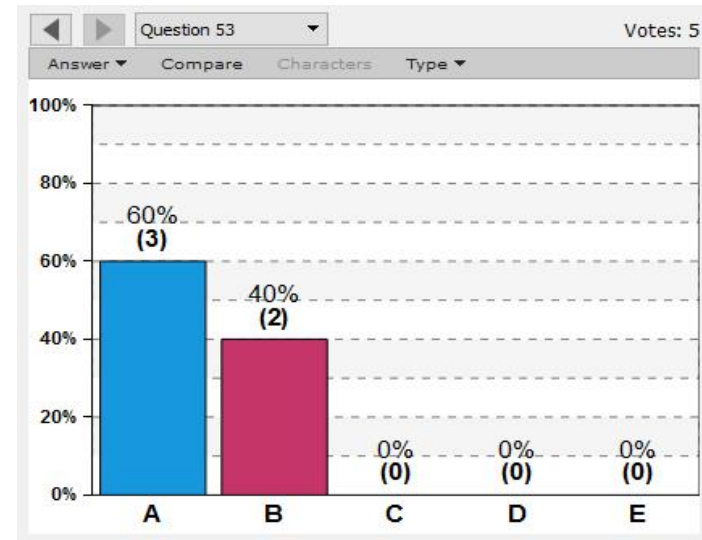 Question 53
Votes: 5
Answer Compare Characters Type
100%
80%
60%
(3)
60%
40%
(2)
40%
20%
0% 0% 0%
(0) (0) (0)
0%
A B C D E